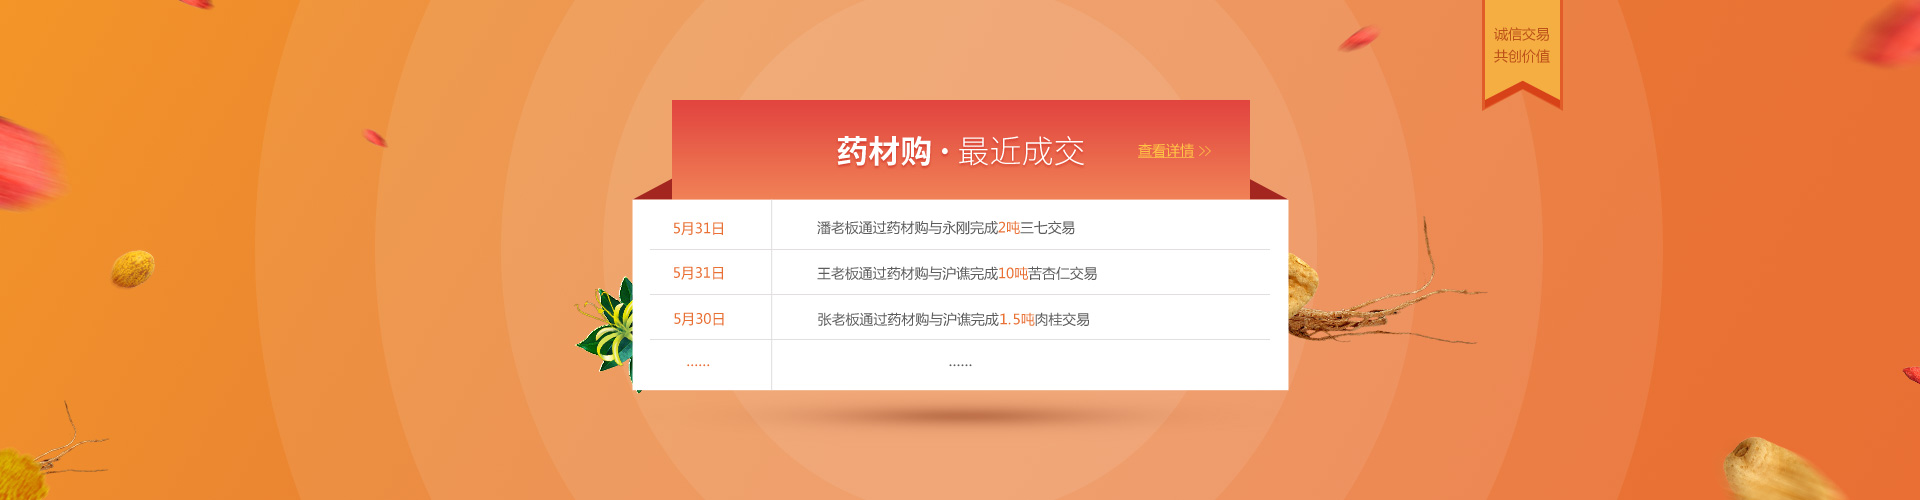 诚信交易
共创价值
药材购·最近成交
查看详情 >>
5月31日 潘老板通过药材购与永刚完成2吨三七交易
5月31日 王老板通过药材购与沪谯完成10吨苦杏仁交易
5月30日 张老板通过药材购与沪谯完成1.5吨肉桂交易
…… ……